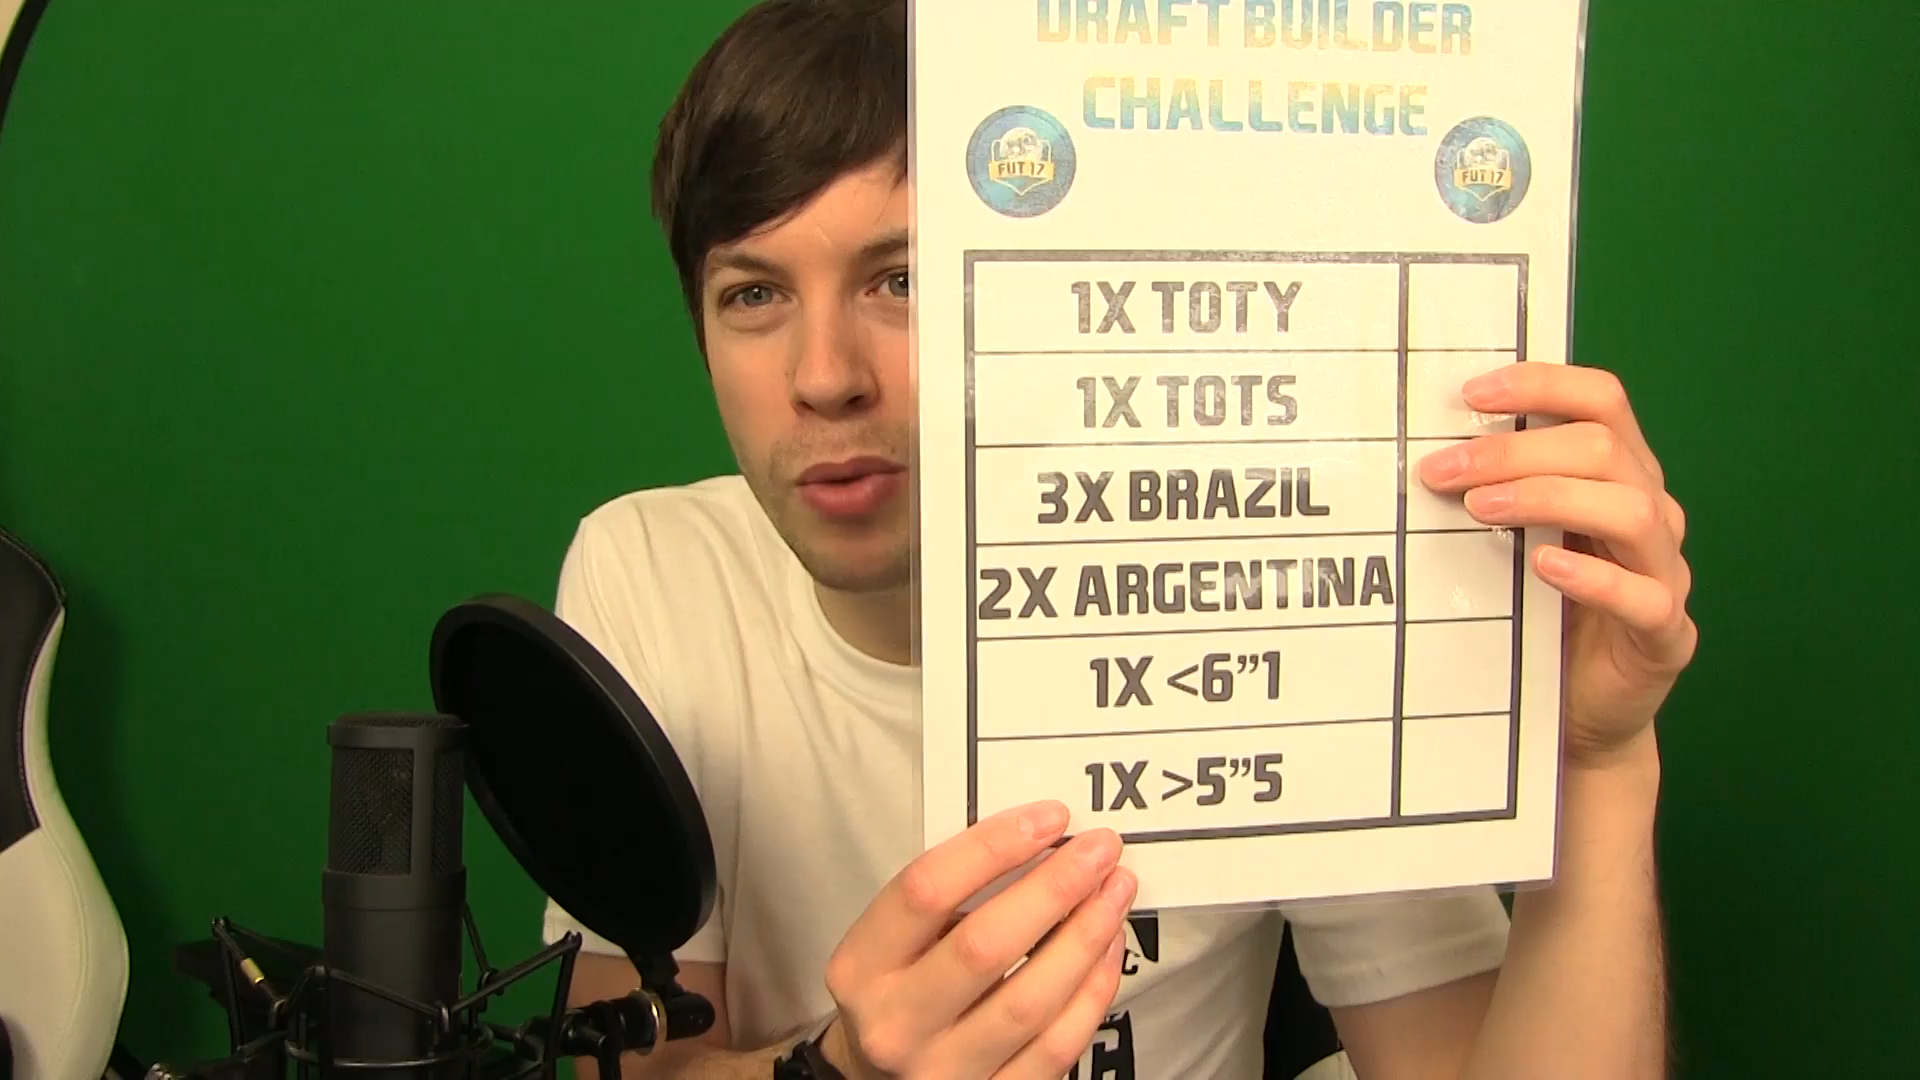 DRAFT BUILDER
CHALLENGE
FUT 17
FUT 17
1X TOTY
1X TOTS
3X BRAZIL
2X ARGENTINA
1X <6”1
1X >5”5